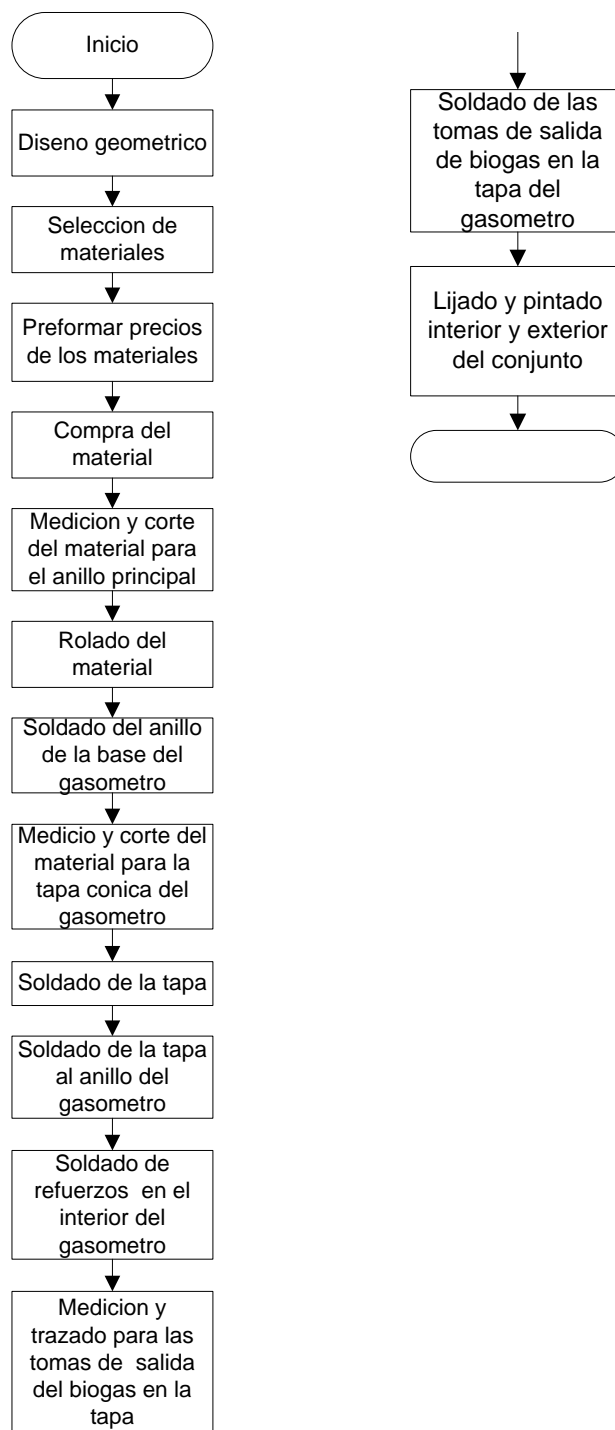 Inicio
Diseno geometrico
Seleccion de
materiales
Preformar precios
de los materiales
Compra del
material
Medicion y corte
del material para
el anillo principal
Rolado del
material
Soldado del anillo
de la base del
gasometro
Medicio y corte del
material para la
tapa conica del
gasometro
Soldado de la tapa
Soldado de la tapa
al anillo del
gasometro
Soldado de
refuerzos en el
interior del
gasometro
Medicion y
trazado para las
tomas de salida
del biogas en la
tapa
Soldado de las
tomas de salida
de biogas en la
tapa del
gasometro
Lijado y pintado
interior y exterior
del conjunto